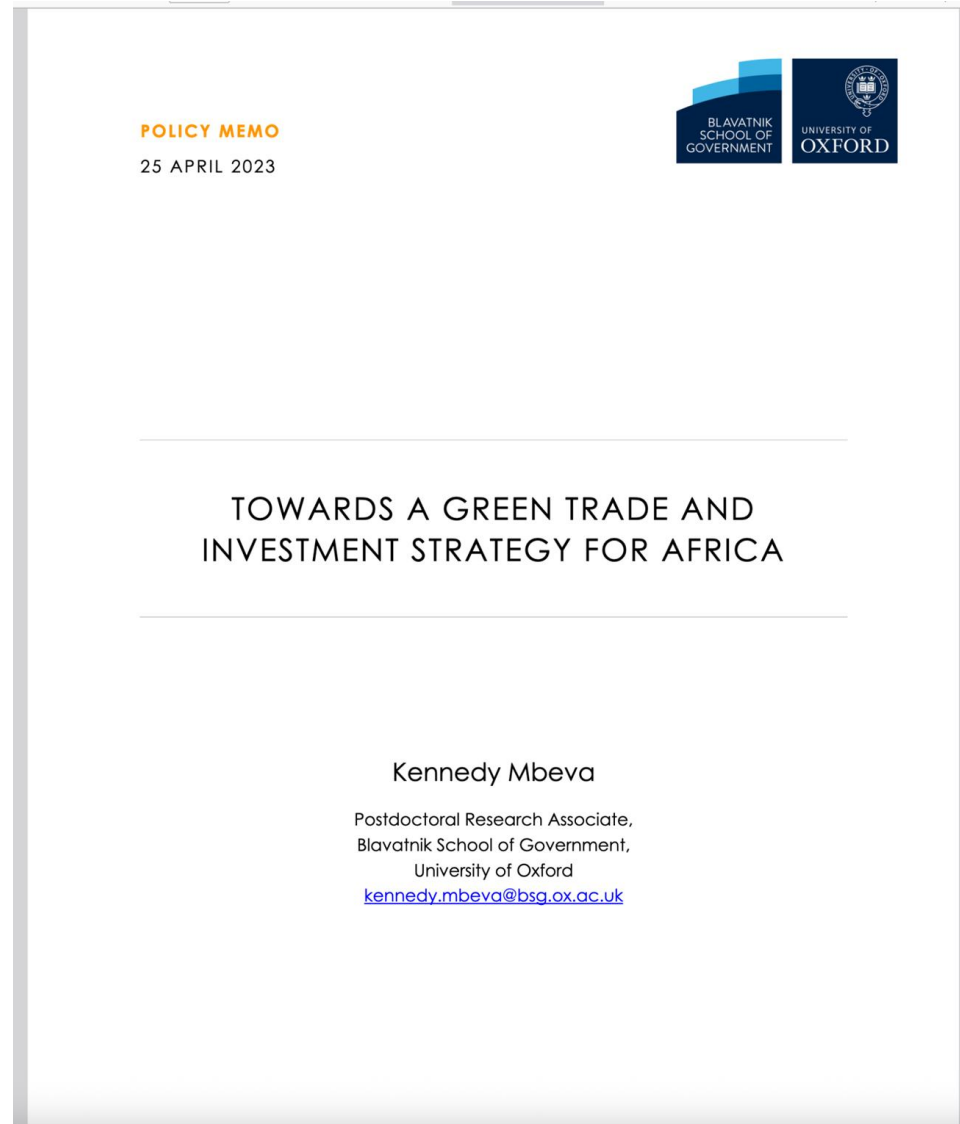 POLICY MEMO
25 APRIL 2023
BLAVATNIK
SCHOOL OF
GOVERNMENT
UNIVERSITY OF
OXFORD
TOWARDS A GREEN TRADE AND
INVESTMENT STRATEGY FOR AFRICA
Kennedy Mbeva
Postdoctoral Research Associate,
Blavatnik School of Government,
University of Oxford
kennedy.mbeva@bsg.ox.ac.uk